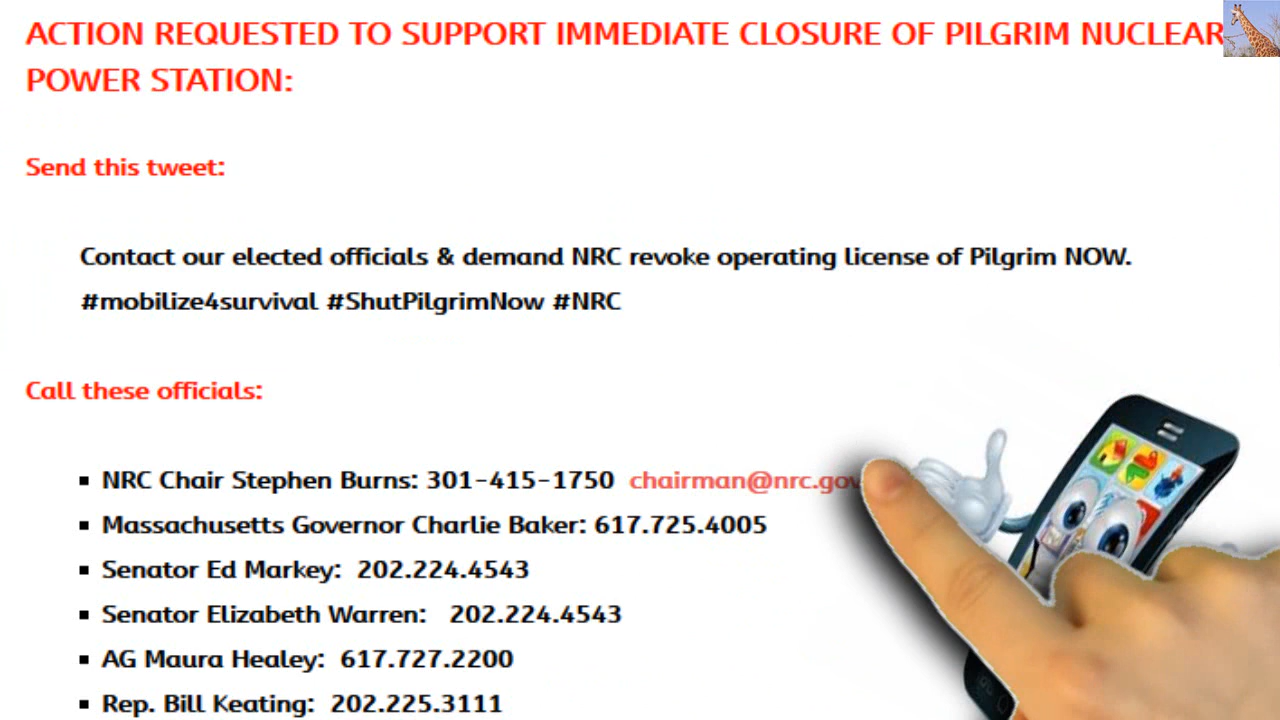 ACTION REQUESTED TO SUPPORT IMMEDIATE CLOSURE OF PILGRIM NUCLEAR
POWER STATION:
Send this tweet:
Contact our elected officials & demand NRC revoke operating license of Pilgrim NOW.
#mobilize4survival #ShutPilgrimNow #NRC
Call these officials:
▪ NRC Chair Stephen Burns: 301-415-1750 chairman@nrc.gov
▪ Massachusetts Governor Charlie Baker: 617.725.4005
▪ Senator Ed Markey: 202.224.4543
▪ Senator Elizabeth Warren: 202.224.4543
▪ AG Maura Healey: 617.727.2200
▪ Rep. Bill Keating: 202.225.3111